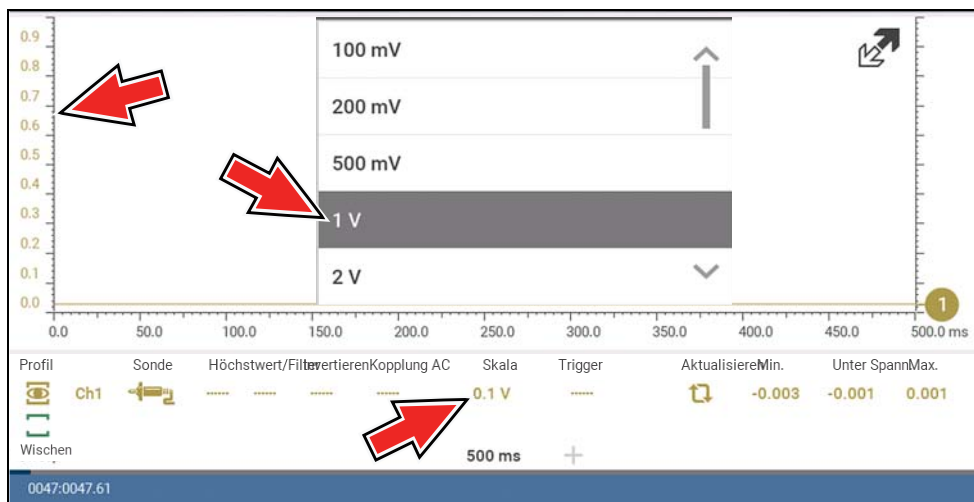 0.9
0.8
0.7
0.6
0.5
0.4
0.3
0.2
0.1
0.0
100 mV
200 mV
500 mV
1 V
2 V
1
0.0 50.0 100.0 150.0 200.0 250.0 300.0 350.0 400.0 450.0 500.0 ms
Profil Sonde Höchstwert/Filter Invertieren Kopplung AC Skala Trigger Aktualisieren Min. Unter Spann Max.
Ch1 ----- ----- ----- ----- 0.1 V ----- -0.003 -0.001 0.001
Wischen
500 ms +
0047:0047.61